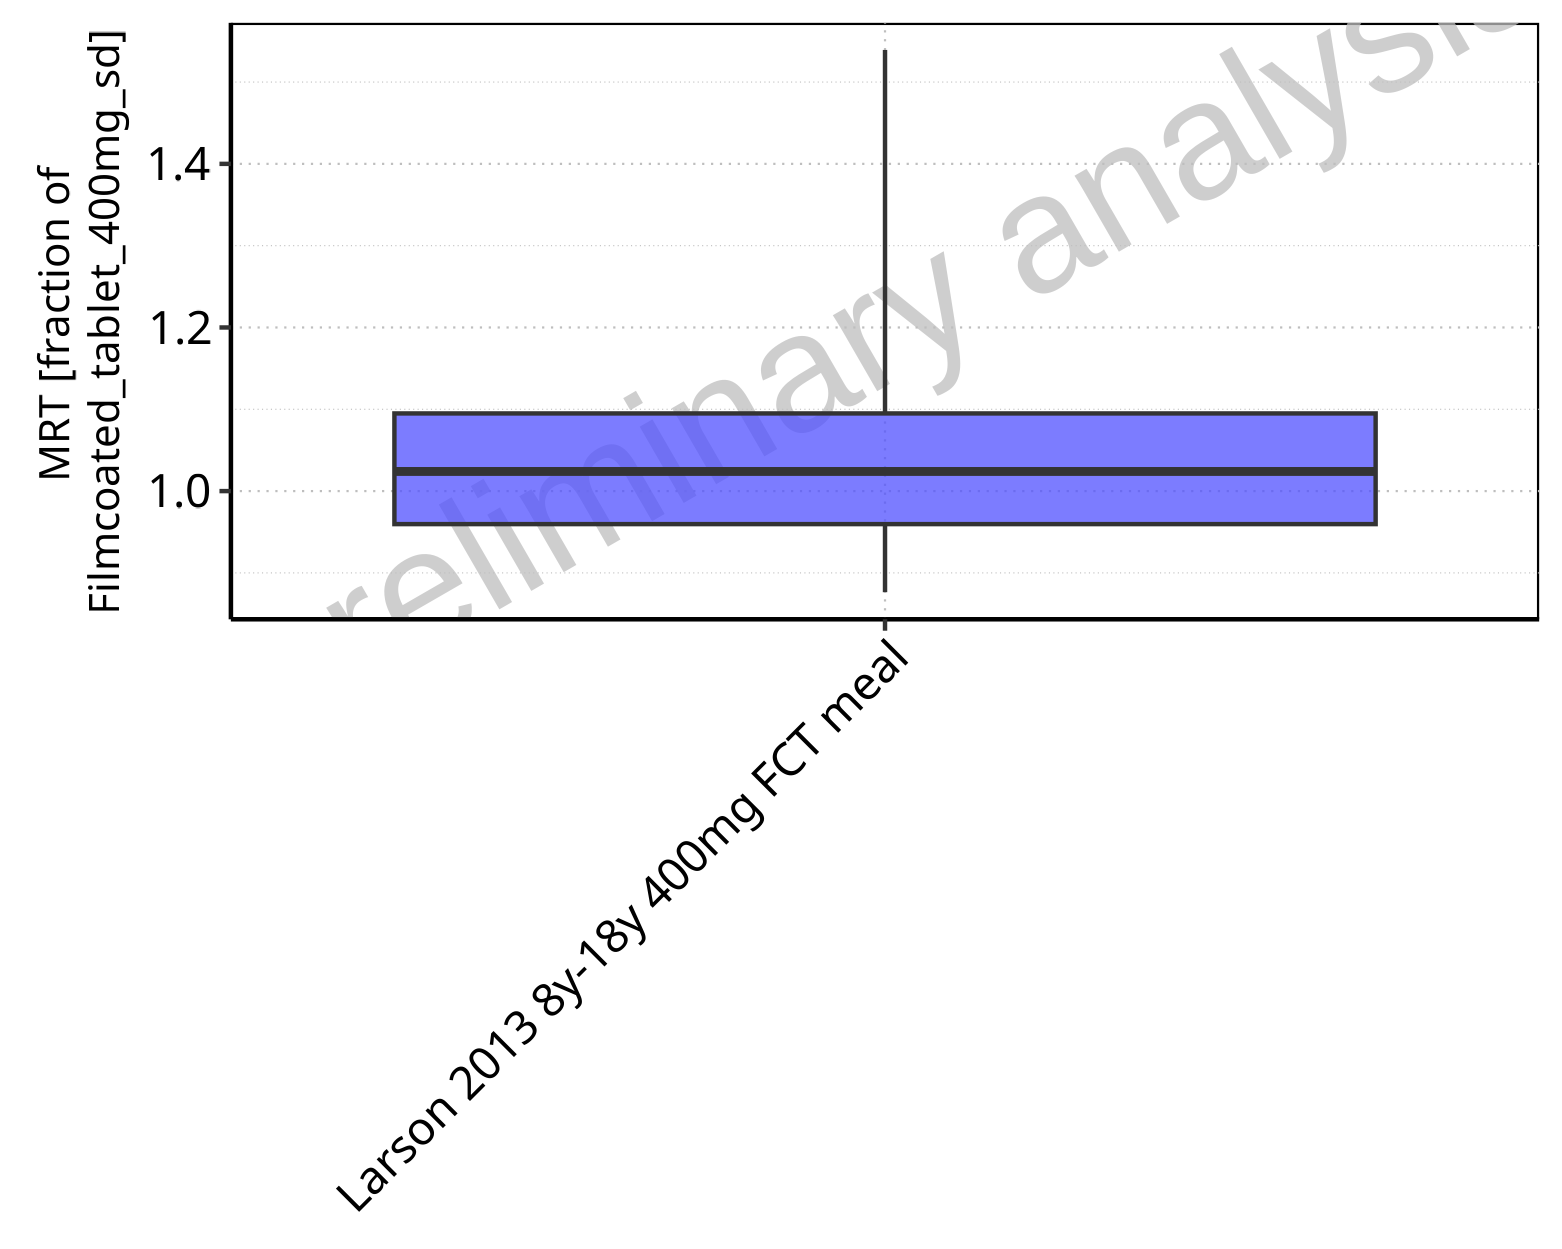 MRT [fraction of
Filmcoated_tablet_400mg_sd]
1.4
1.2
1.0
reliminary analysis
Larson 2013 8y-18y 400mg FCT meal